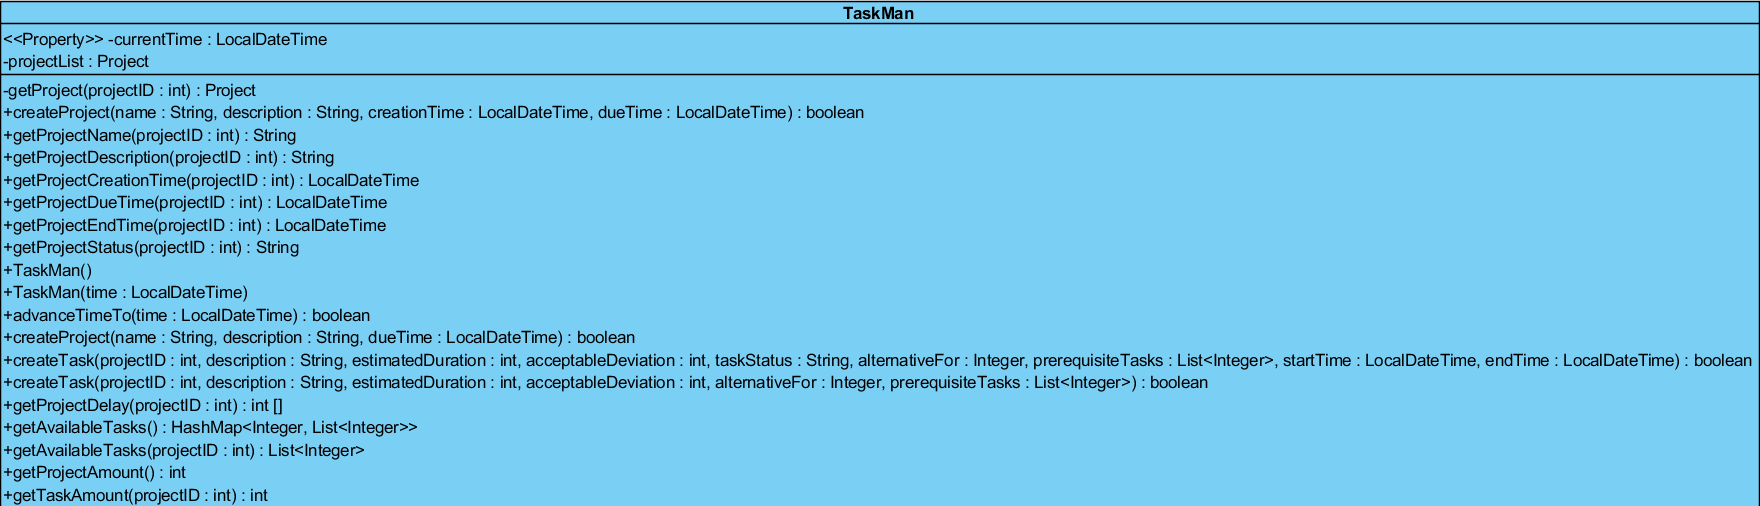 TaskMan
<<Property>> -currentTime : LocalDateTime
-projectList : Project
-getProject(projectID : int) : Project
+createProject(name : String, description : String, creationTime : LocalDateTime, dueTime : LocalDateTime) : boolean
+getProjectName(projectID : int) : String
+getProjectDescription(projectID : int) : String
+getProjectCreationTime(projectID : int) : LocalDateTime
+getProjectDueTime(projectID : int) : LocalDateTime
+getProjectEndTime(projectID : int) : LocalDateTime
+getProjectStatus(projectID : int) : String
+TaskMan()
+TaskMan(time : LocalDateTime)
+advanceTimeTo(time : LocalDateTime) : boolean
+createProject(name : String, description : String, dueTime : LocalDateTime) : boolean
+createTask(projectID : int, description : String, estimatedDuration : int, acceptableDeviation : int, taskStatus : String, alternativeFor : Integer, prerequisiteTasks : List<Integer>, startTime : LocalDateTime, endTime : LocalDateTime) : boolean
+createTask(projectID : int, description : String, estimatedDuration : int, acceptableDeviation : int, alternativeFor : Integer, prerequisiteTasks : List<Integer>) : boolean
+getProjectDelay(projectID : int) : int []
+getAvailableTasks() : HashMap<Integer, List<Integer>>
+getAvailableTasks(projectID : int) : List<Integer>
+getProjectAmount() : int
+getTaskAmount(projectID : int) : int